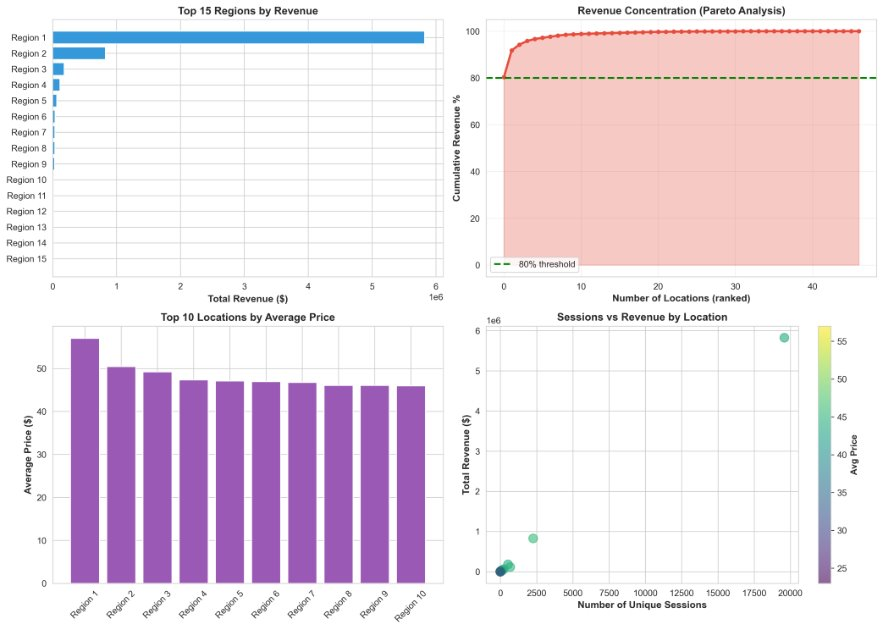 Top 15 Regions by Revenue
Region 1
Region 2
Region 3
Region 4
Region 5
Region 6
Region 7
Region 8
Region 9
Region 10
Region 11
Region 12
Region 13
Region 14
Region 15
0 1 2 3 4 5 6
1e6
Total Revenue ($)
Revenue Concentration (Pareto Analysis)
Cumulative Revenue %
100
80
60
40
20
0
80% threshold
0 10 20 30 40
Number of Locations (ranked)
Top 10 Locations by Average Price
Average Price ($)
50
40
30
20
10
0
Region 1 Region 2 Region 3 Region 4 Region 5 Region 6 Region 7 Region 8 Region 9 Region 10
Sessions vs Revenue by Location
1e6
Total Revenue ($)
6
5
4
3
2
1
0
0 2500 5000 7500 10000 12500 15000 17500 20000
Number of Unique Sessions
55
50
45
40
35
30
25
Avg Price